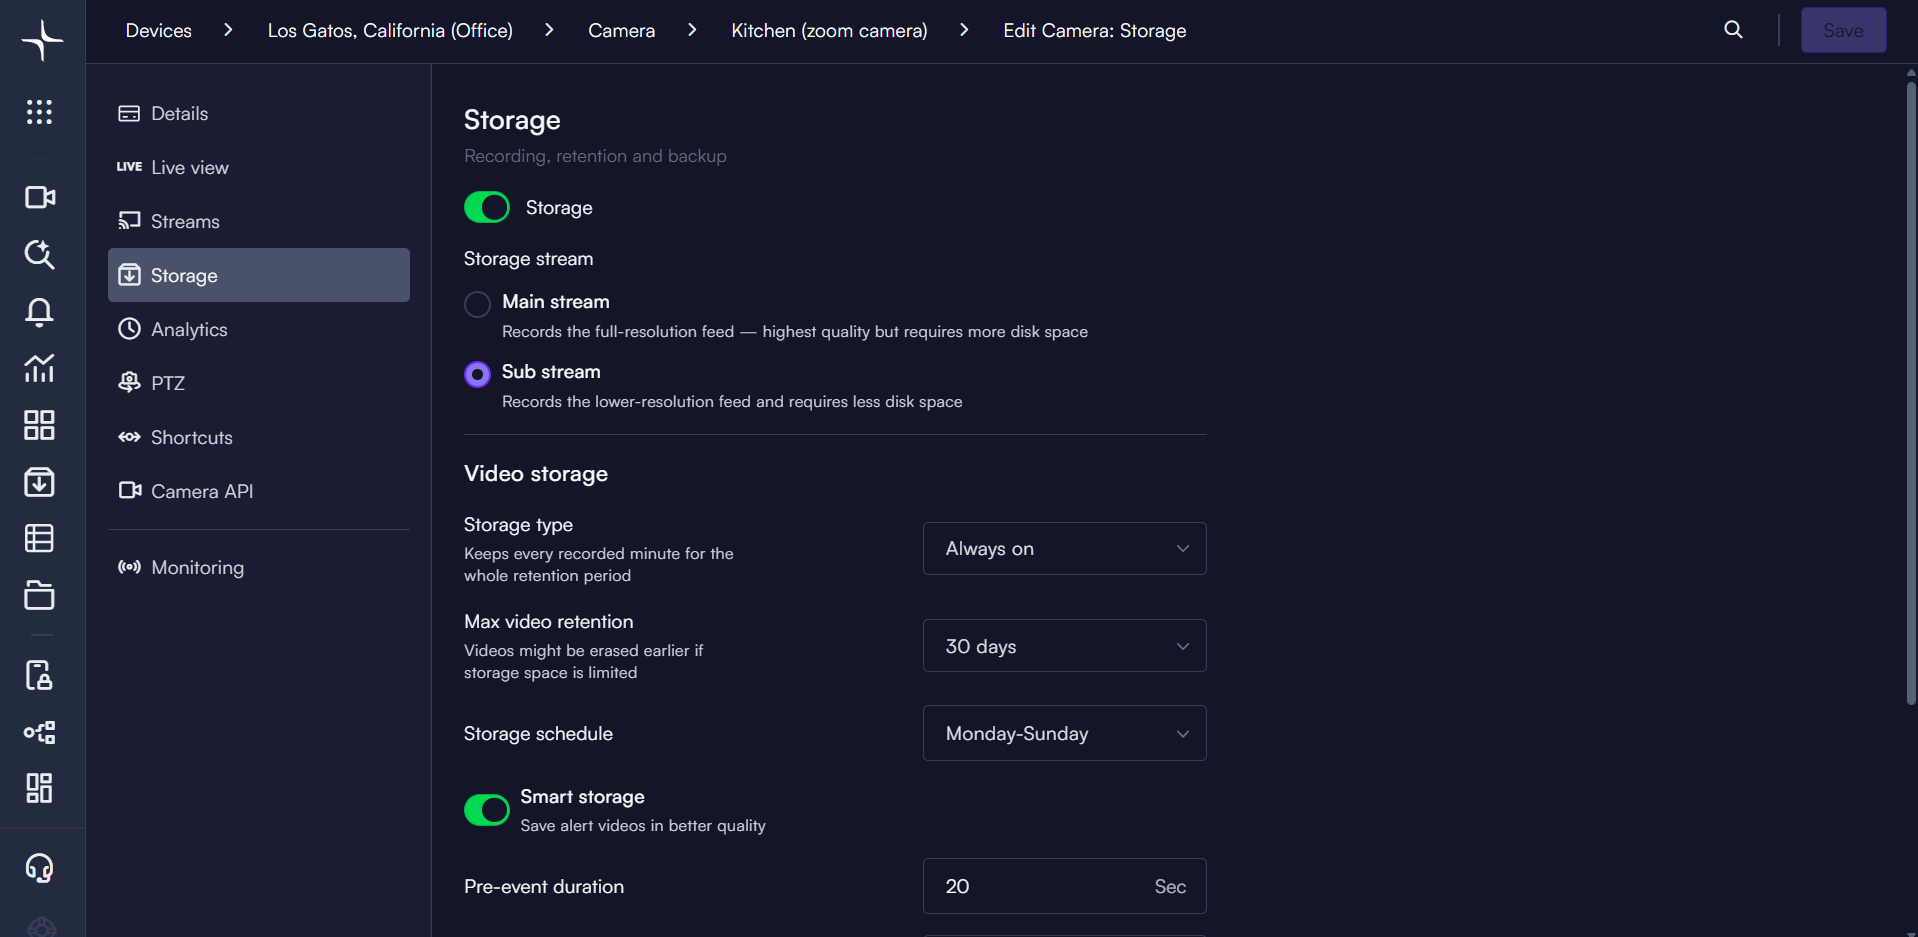 Devices
Los Gatos, California (Office)
Camera
Kitchen (zoom camera)
Edit Camera: Storage
Save
Details
LIVE Live view
Streams
Storage
Analytics
PTZ
Shortcuts
Camera API
Monitoring
Storage
Recording, retention and backup
Storage
Storage stream
Main stream
Records the full-resolution feed — highest quality but requires more disk space
Sub stream
Records the lower-resolution feed and requires less disk space
Video storage
Storage type
Keeps every recorded minute for the
whole retention period
Always on
Max video retention
Videos might be erased earlier if
storage space is limited
30 days
Storage schedule
Monday-Sunday
Smart storage
Save alert videos in better quality
Pre-event duration
20 Sec